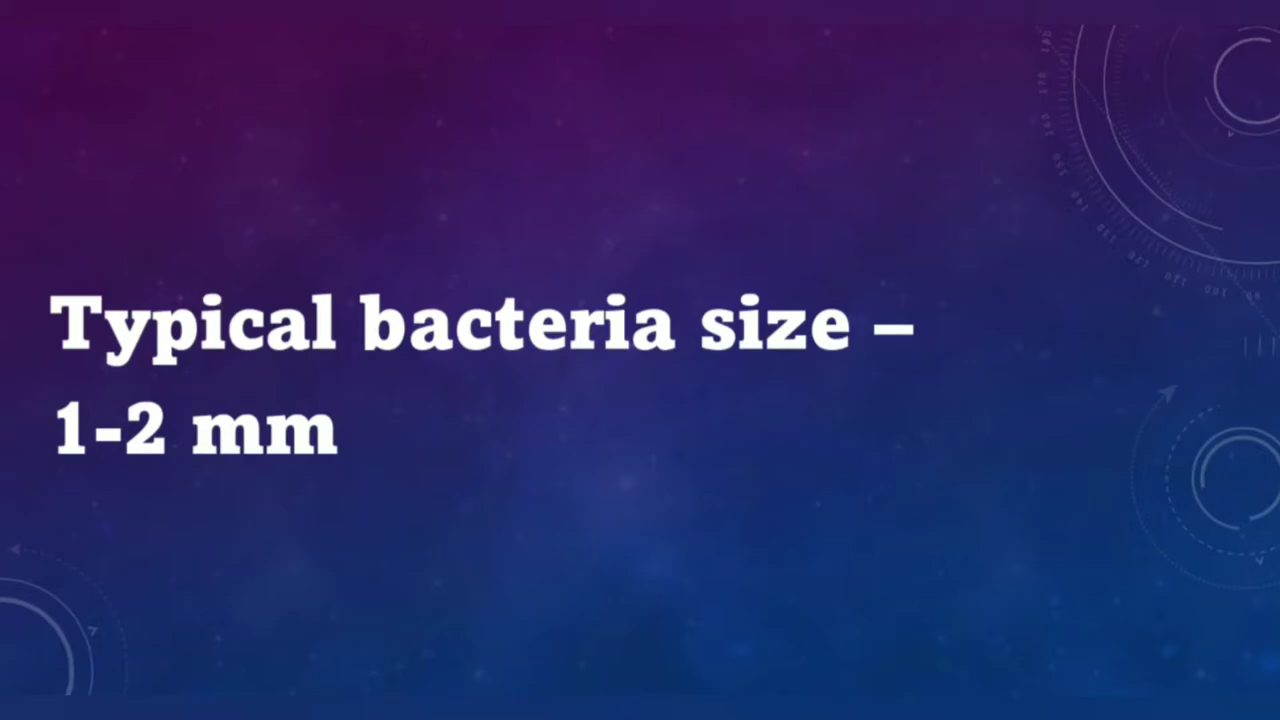 Typical bacteria size –
1-2 mm